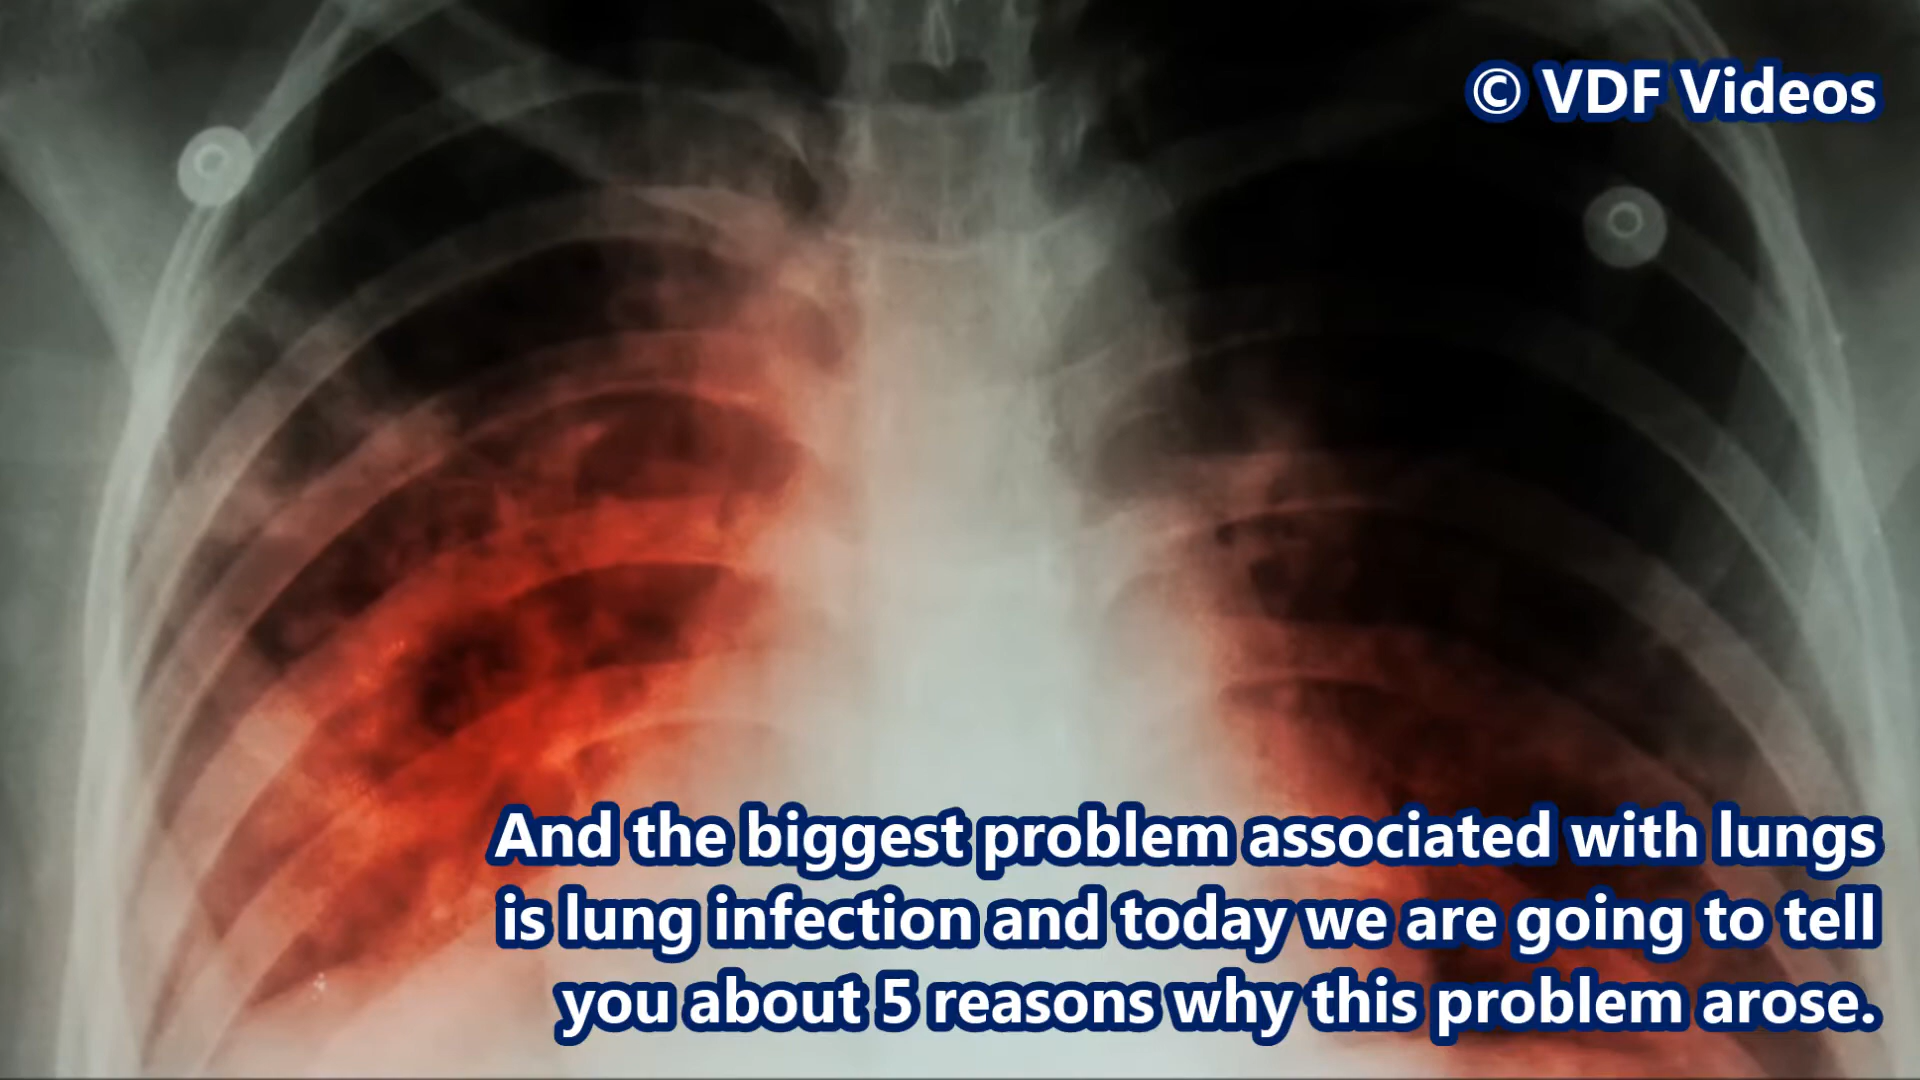 © VDF Videos
And the biggest problem associated with lungs
is lung infection and today we are going to tell
you about 5 reasons why this problem arose.